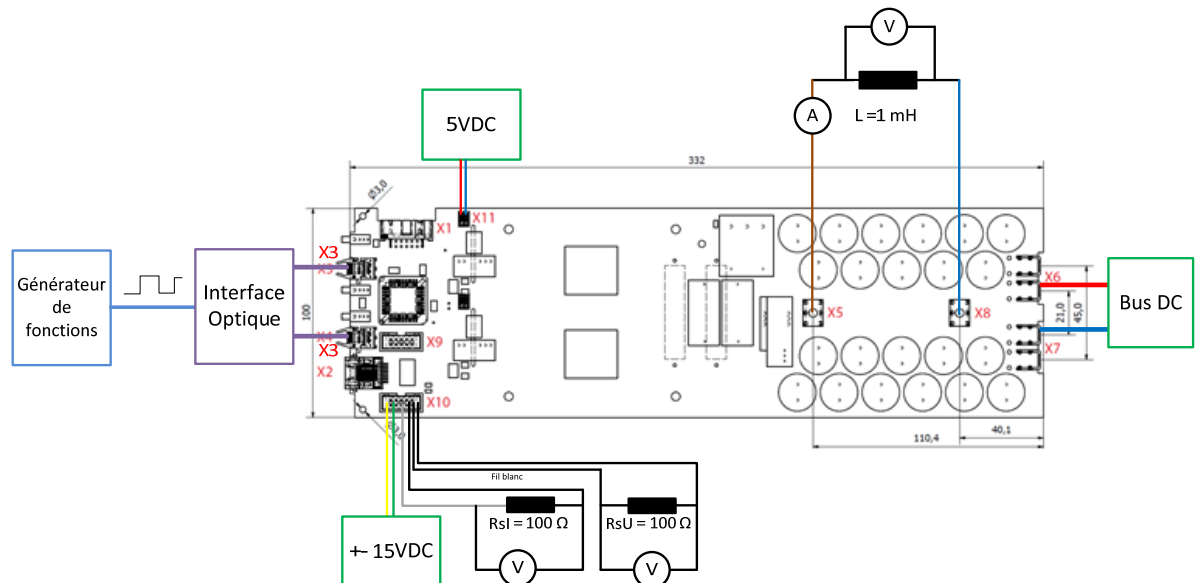 V
A
L =1 mH
5VDC
332
Ø3,0
X11
X1
X3
X6
Générateur
de
fonctions
Interface
Optique
100
X5
X8
21,0
45,0
Bus DC
X3
X9
X7
X2
X10
40,1
110,4
Fil blanc
RsI = 100 Ω
RsU = 100 Ω
+- 15VDC
V
V